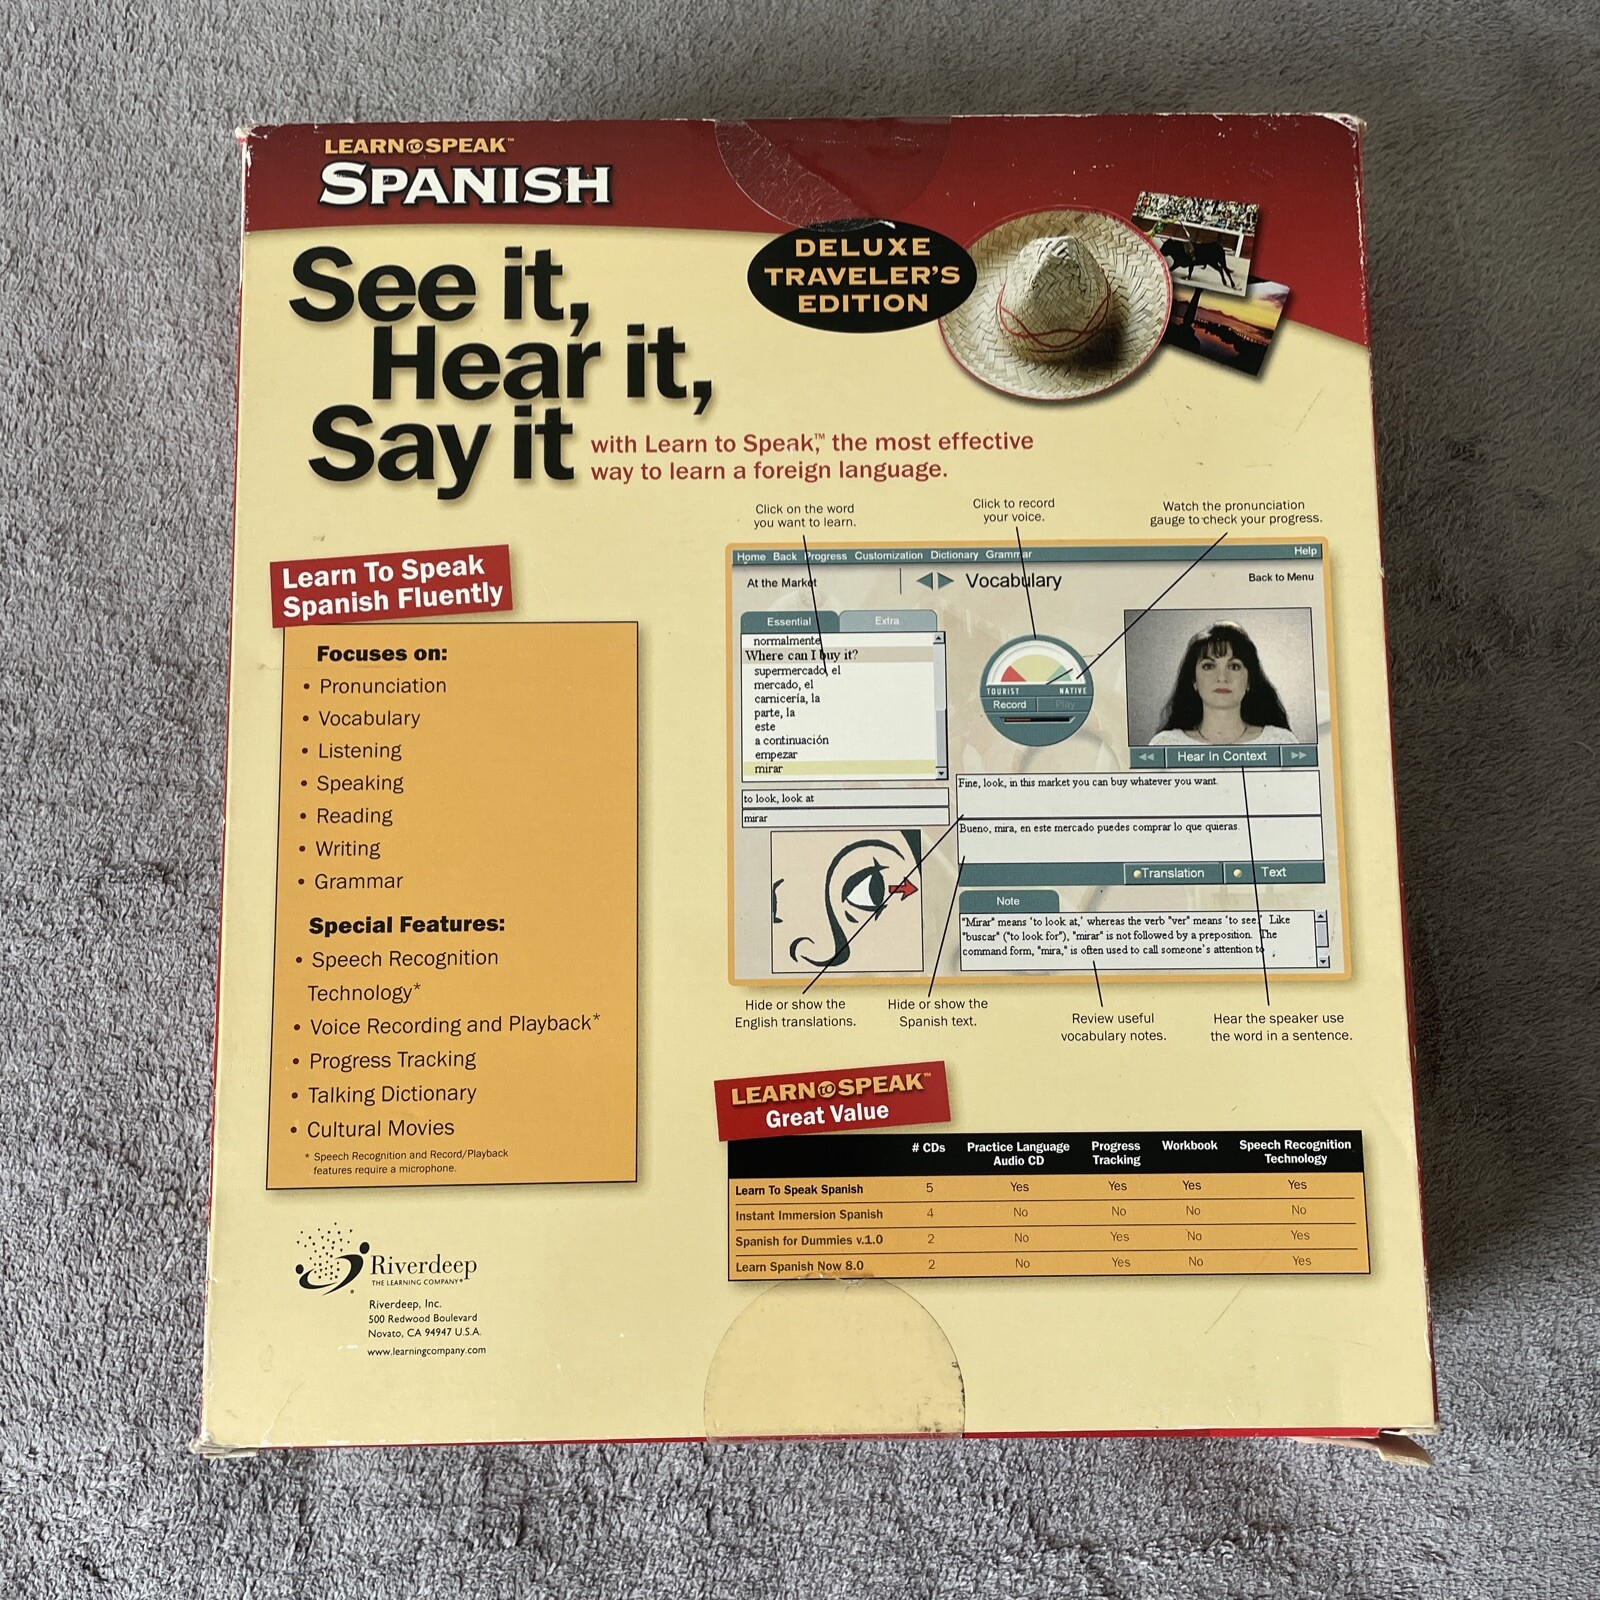 LEARN TO SPEAK™
SPANISH
DELUXE
TRAVELER'S
EDITION
See it,
Hear it,
Say it
with Learn to Speak,™ the most effective
way to learn a foreign language.
Click on the word
you want to learn.
Click to record
your voice.
Watch the pronunciation
gauge to check your progress.
Learn To Speak
Spanish Fluently
Focuses on:
• Pronunciation
• Vocabulary
• Listening
• Speaking
• Reading
• Writing
• Grammar
Special Features:
• Speech Recognition
Technology*
• Voice Recording and Playback*
• Progress Tracking
• Talking Dictionary
• Cultural Movies
* Speech Recognition and Record/Playback
features require a microphone.
Home Back Progress Customization Dictionary Grammar Help
At the Market Vocabulary Back to Menu
Essential Extra
normalmente
Where can I buy it?
supermercado, el
mercado, el
carnicería, la
parte, la
este
a continuación
empezar
mirar
to look, look at
mirar
TOURIST NATIVE
Record Play
Hear In Context
Fine, look, in this market you can buy whatever you want.
Bueno, mira, en este mercado puedes comprar lo que quieras.
Translation Text
Note
"Mirar" means 'to look at,' whereas the verb "ver" means 'to see.' Like
"buscar" ("to look for"), "mirar" is not followed by a preposition. The
command form, "mira," is often used to call someone's attention to
Hide or show the
English translations.
Hide or show the
Spanish text.
Review useful
vocabulary notes.
Hear the speaker use
the word in a sentence.
LEARN TO SPEAK™
Great Value
# CDs Practice Language Audio CD Progress Tracking Workbook Speech Recognition Technology
Learn To Speak Spanish 5 Yes Yes Yes Yes
Instant Immersion Spanish 4 No No No No
Spanish for Dummies v.1.0 2 No Yes No Yes
Learn Spanish Now 8.0 2 No Yes No Yes
Riverdeep
THE LEARNING COMPANY®
Riverdeep, Inc.
500 Redwood Boulevard
Novato, CA 94947 U.S.A.
www.learningcompany.com